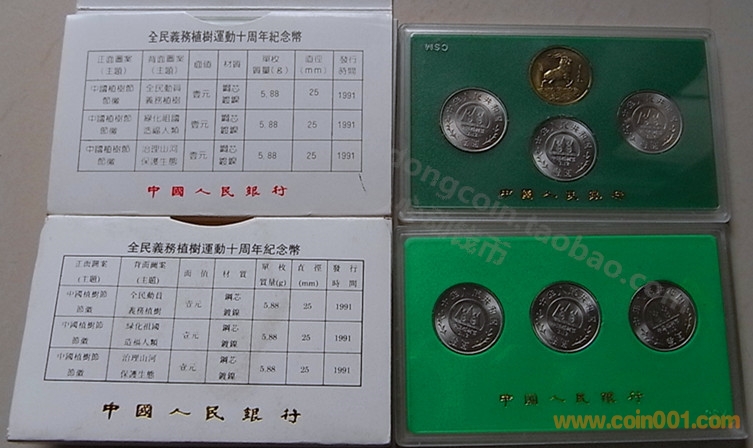 全民義務植樹運動十周年紀念幣
正面圖案 背面圖案 面值 材質 單枚 直徑 發行
(主題) (主題) 質量(g) (mm) 時間
中國植樹節 全民動員 壹元 鋼芯 5.88 25 1991
節徽 義務植樹 鍍鎳
中國植樹節 綠化祖國 壹元 鋼芯 5.88 25 1991
節徽 造福人類 鍍鎳
中國植樹節 治理山河 壹元 鋼芯 5.88 25 1991
節徽 保護生態 鍍鎳
中國人民銀行
全民義務植樹運動十周年紀念幣
正面圖案 背面圖案 面值 材質 單枚 直徑 發行
(主題) (主題) 質量(g) (mm) 時間
中國植樹節 全民動員 壹元 鋼芯 5.88 25 1991
節徽 義務植樹 鍍鎳
中國植樹節 綠化祖國 壹元 鋼芯 5.88 25 1991
節徽 造福人類 鍍鎳
中國植樹節 治理山河 壹元 鋼芯 5.88 25 1991
節徽 保護生態 鍍鎳
中國人民銀行
CSM
中國人民銀行
中國人民銀行
dongcoin.taobao.com
www.coin001.com